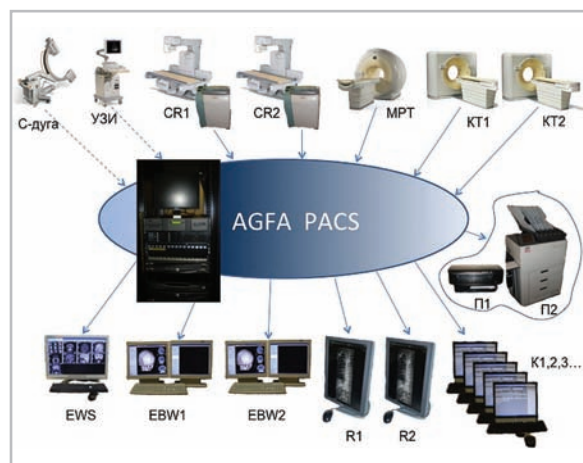 С-дуга
УЗИ
CR1
CR2
МРТ
КТ1
КТ2
AGFA PACS
П1
П2
EWS
EBW1
EBW2
R1
R2
К1,2,3...